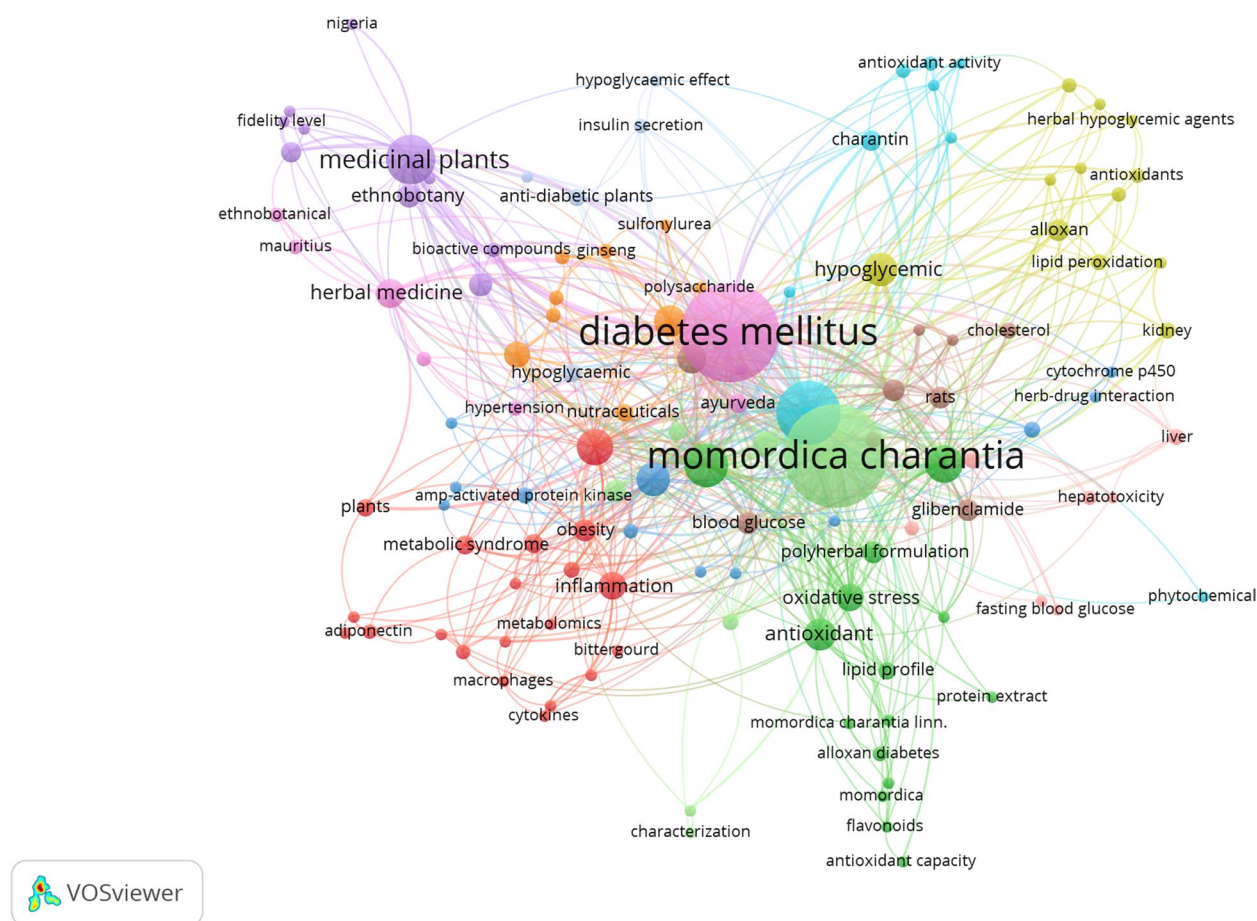 nigeria
antioxidant activity
hypoglycaemic effect
fidelity level
insulin secretion
herbal hypoglycemic agents
charantin
medicinal plants
antioxidants
ethnobotany
anti-diabetic plants
ethnobotanical
sulfonylurea
alloxan
mauritius
bioactive compounds
ginseng
lipid peroxidation
hypoglycemic
herbal medicine
polysaccharide
diabetes mellitus
cholesterol
kidney
hypoglycaemic
cytochrome p450
rats
herb-drug interaction
ayurveda
hypertension
nutraceuticals
liver
momordica charantia
amp-activated protein kinase
hepatotoxicity
plants
glibenclamide
blood glucose
obesity
metabolic syndrome
polyherbal formulation
inflammation
phytochemical
oxidative stress
fasting blood glucose
metabolomics
adiponectin
antioxidant
bittergourd
lipid profile
macrophages
protein extract
cytokines
momordica charantia linn.
alloxan diabetes
momordica
flavonoids
characterization
antioxidant capacity
VOSviewer